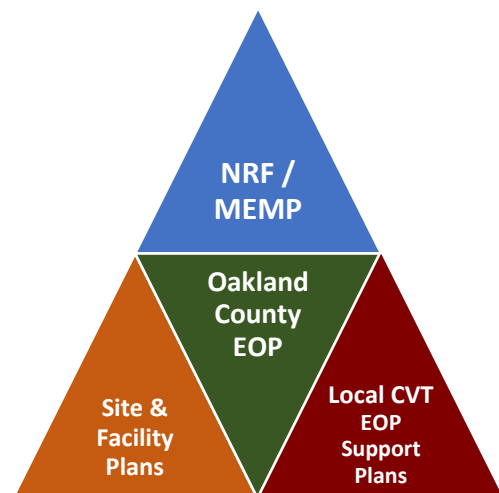 NRF /
MEMP
Oakland
County
EOP
Site &
Facility
Plans
Local CVT
EOP
Support
Plans